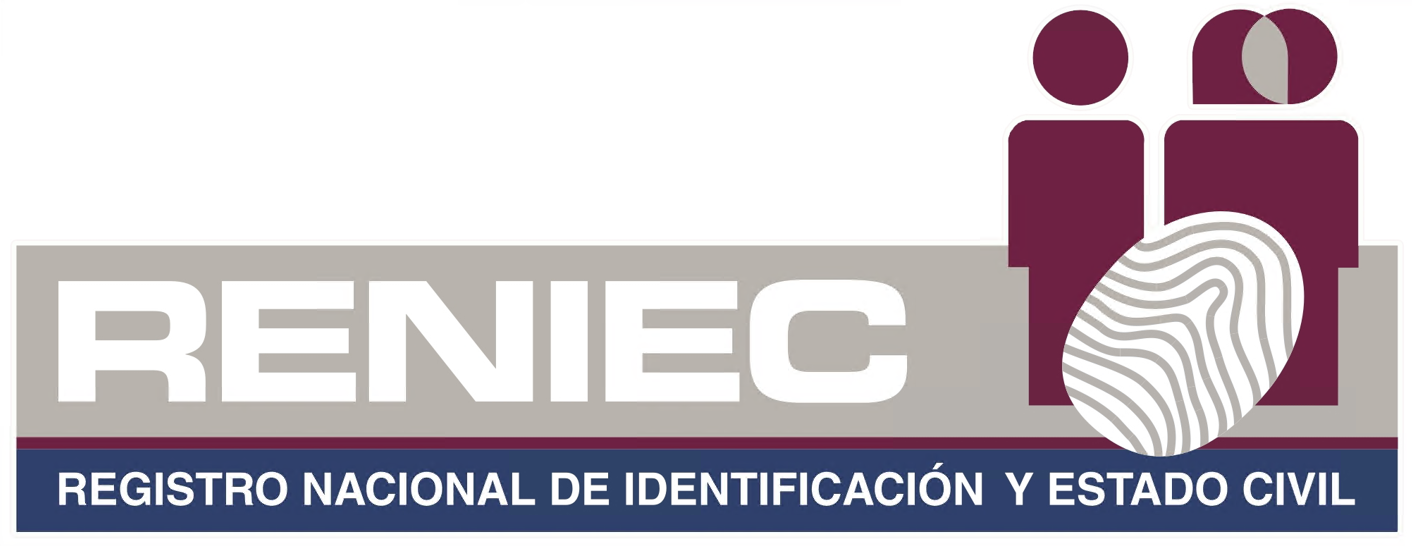 RENIEC
REGISTRO NACIONAL DE IDENTIFICACIÓN Y ESTADO CIVIL